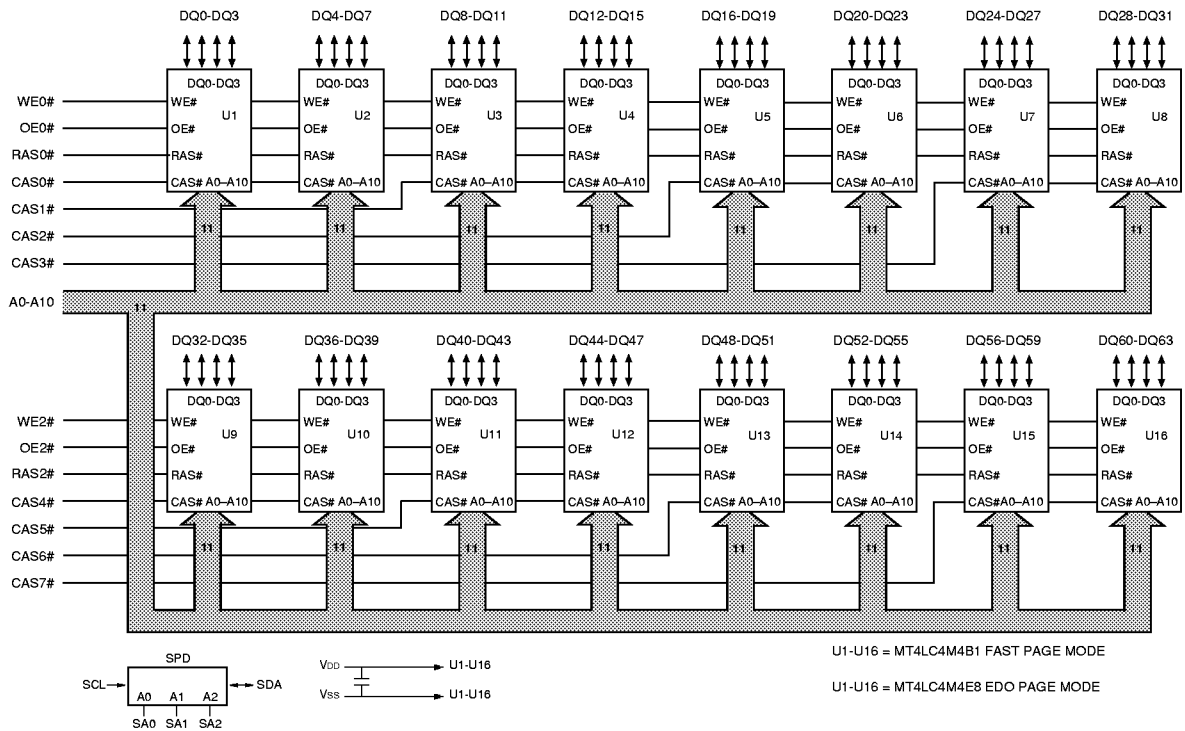 DQ0-DQ3 DQ4-DQ7 DQ8-DQ11 DQ12-DQ15 DQ16-DQ19 DQ20-DQ23 DQ24-DQ27 DQ28-DQ31
DQ0-DQ3 DQ0-DQ3 DQ0-DQ3 DQ0-DQ3 DQ0-DQ3 DQ0-DQ3 DQ0-DQ3 DQ0-DQ3
WE0# WE# WE# WE# WE# WE# WE# WE# WE#
U1 U2 U3 U4 U5 U6 U7 U8
OE0# OE# OE# OE# OE# OE# OE# OE# OE#
RAS0# RAS# RAS# RAS# RAS# RAS# RAS# RAS# RAS#
CAS0# CAS# A0–A10 CAS# A0–A10 CAS# A0–A10 CAS# A0–A10 CAS# A0–A10 CAS# A0–A10 CAS# A0–A10 CAS# A0–A10
CAS1#
CAS2# 11 11 11 11 11 11 11 11
CAS3#
A0-A10 11
DQ32-DQ35 DQ36-DQ39 DQ40-DQ43 DQ44-DQ47 DQ48-DQ51 DQ52-DQ55 DQ56-DQ59 DQ60-DQ63
DQ0-DQ3 DQ0-DQ3 DQ0-DQ3 DQ0-DQ3 DQ0-DQ3 DQ0-DQ3 DQ0-DQ3 DQ0-DQ3
WE2# WE# WE# WE# WE# WE# WE# WE# WE#
U9 U10 U11 U12 U13 U14 U15 U16
OE2# OE# OE# OE# OE# OE# OE# OE# OE#
RAS2# RAS# RAS# RAS# RAS# RAS# RAS# RAS# RAS#
CAS4# CAS# A0–A10 CAS# A0–A10 CAS# A0–A10 CAS# A0–A10 CAS# A0–A10 CAS# A0–A10 CAS#A0–A10 CAS# A0–A10
CAS5#
CAS6# 11 11 11 11 11 11 11 11
CAS7#
SPD
SCL SDA
A0 A1 A2
SA0 SA1 SA2
VDD U1-U16
VSS U1-U16
U1-U16 = MT4LC4M4B1 FAST PAGE MODE
U1-U16 = MT4LC4M4E8 EDO PAGE MODE